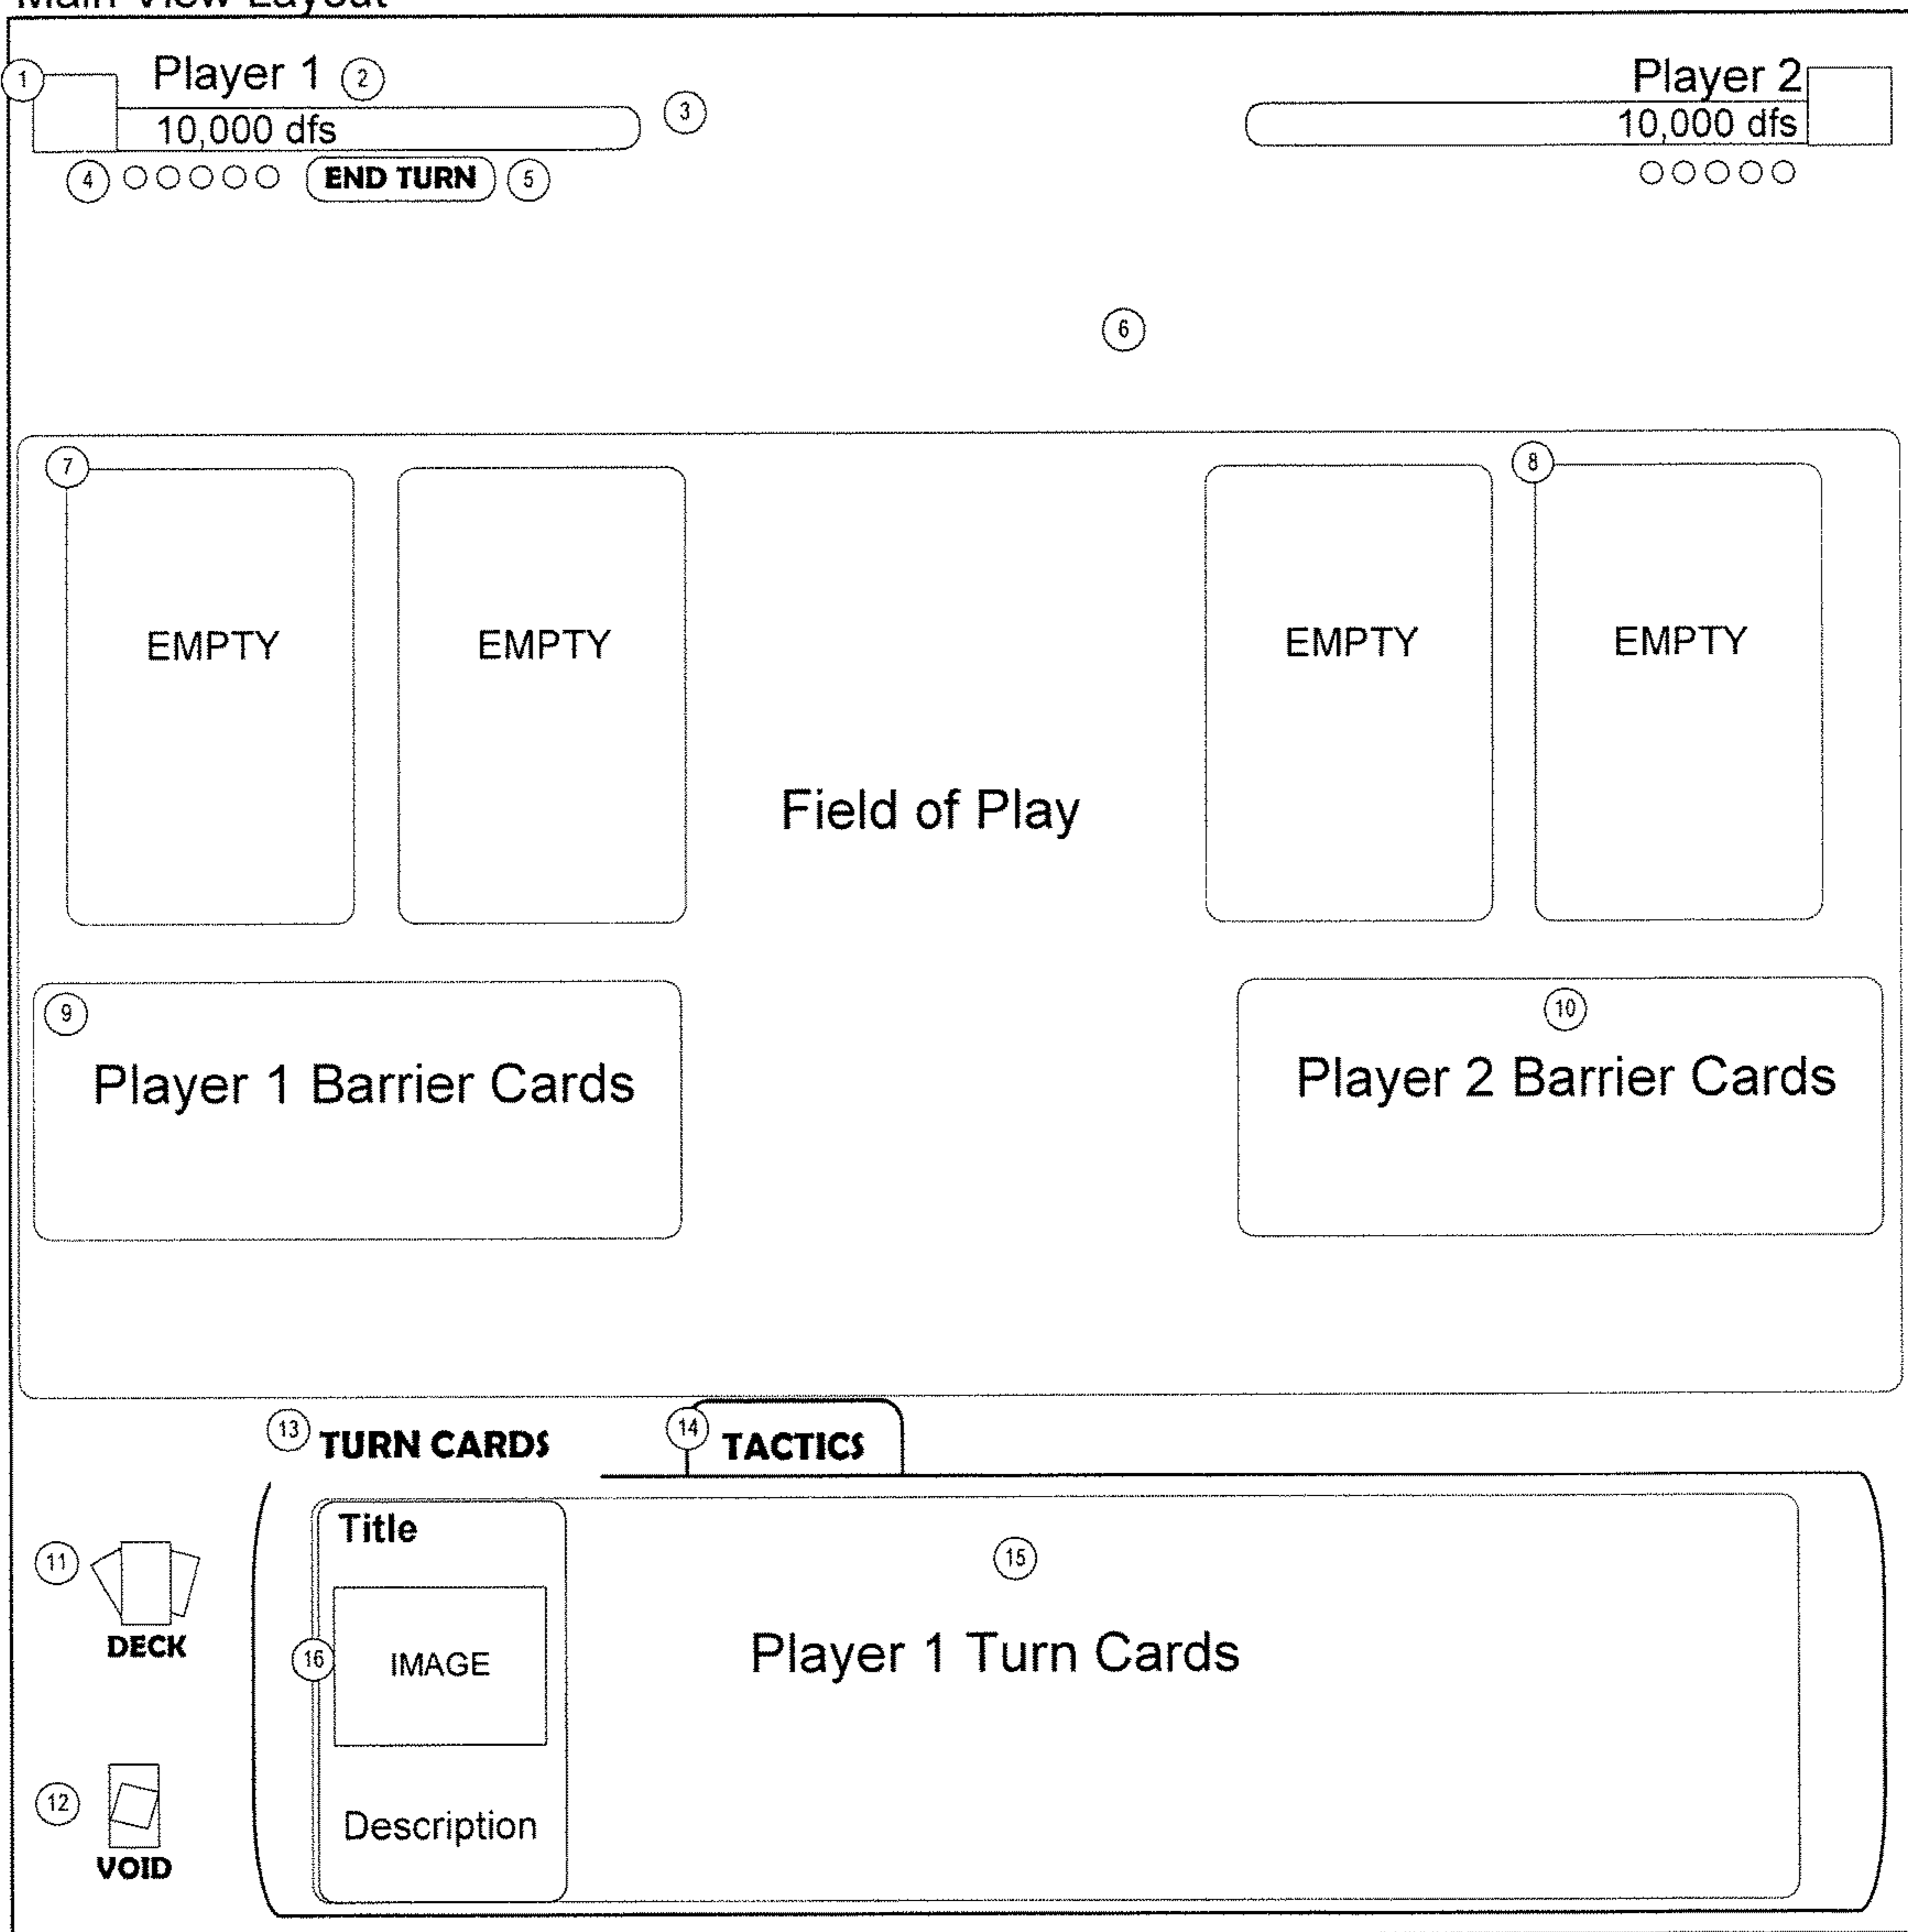 Main View Layout
1 Player 1 2
Player 2
10,000 dfs 3
10,000 dfs
4 END TURN 5
6
7 8
EMPTY EMPTY EMPTY EMPTY
Field of Play
9 10
Player 1 Barrier Cards Player 2 Barrier Cards
13 TURN CARDS 14 TACTICS
Title
11 15
DECK
16 IMAGE Player 1 Turn Cards
12 Description
VOID